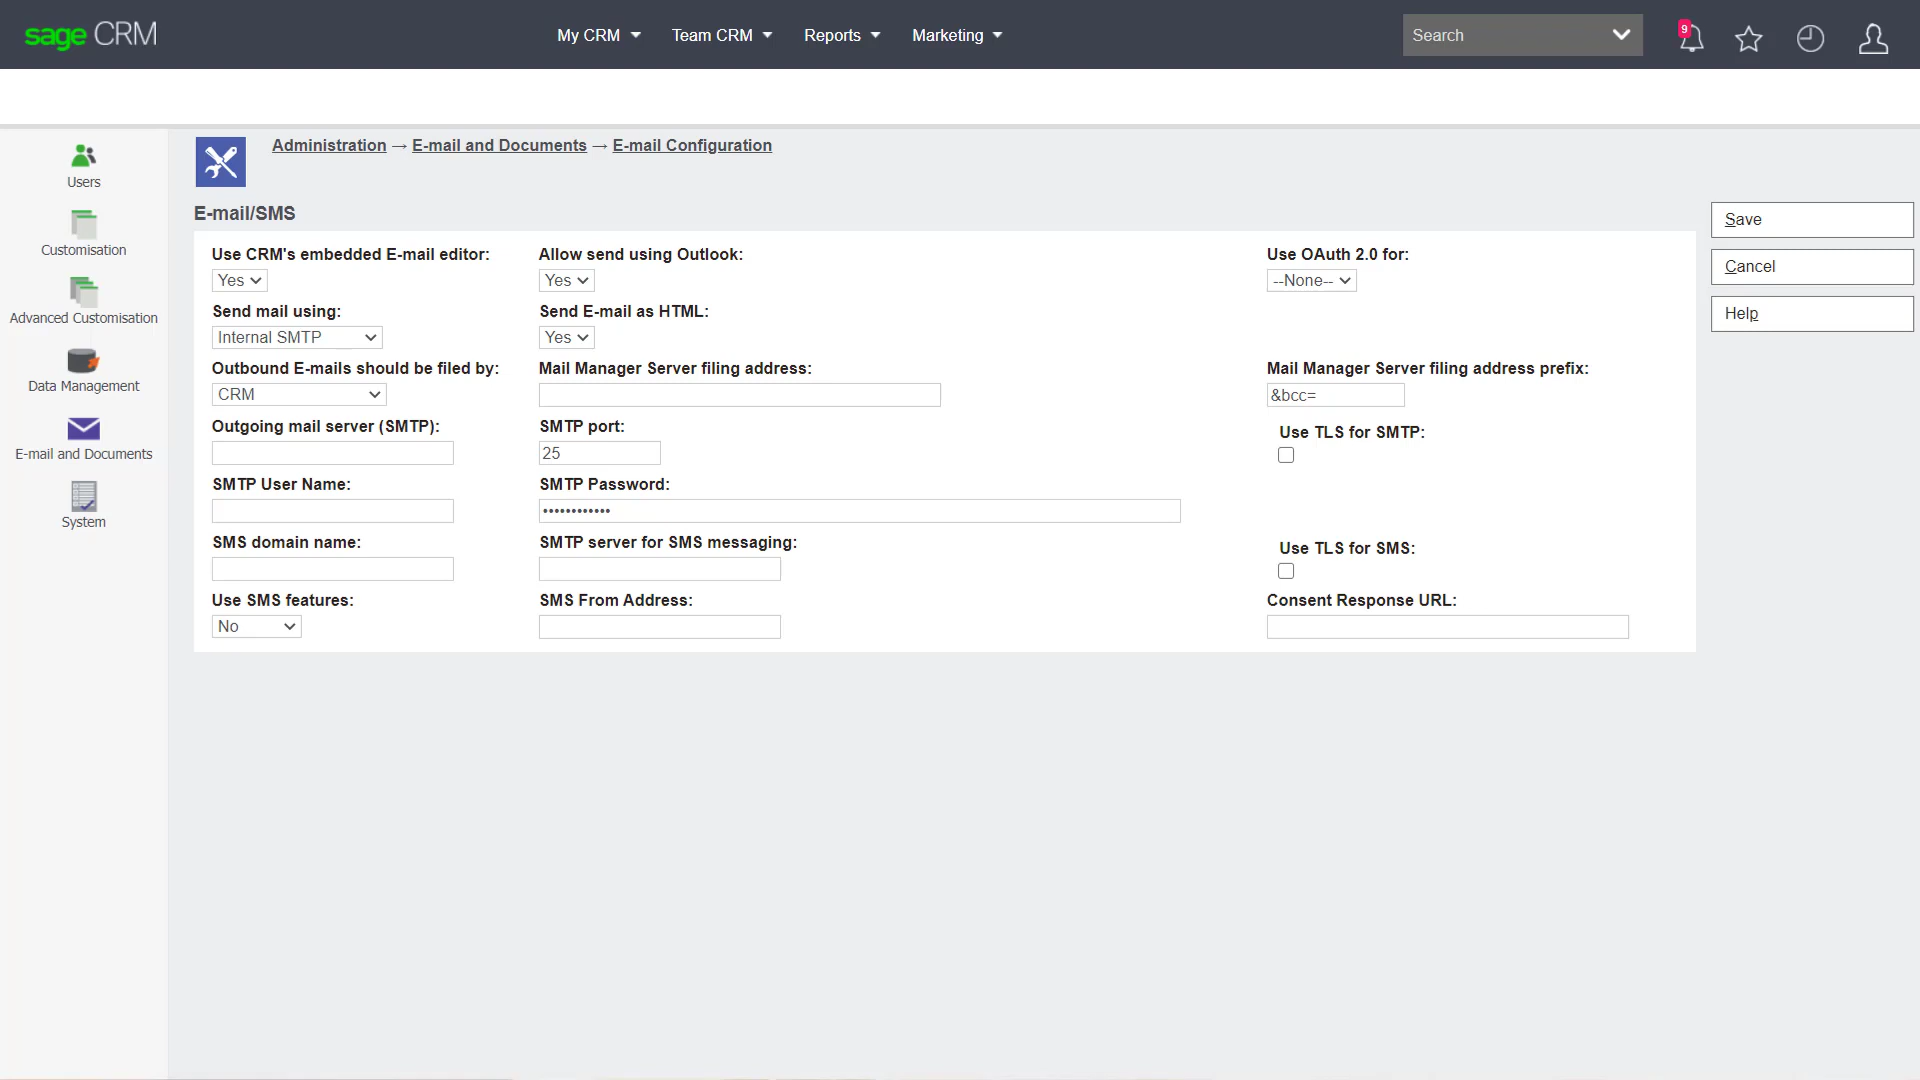 sage CRM
My CRM
Team CRM
Reports
Marketing
Search
9
Users
Customisation
Advanced Customisation
Data Management
E-mail and Documents
System
Administration → E-mail and Documents → E-mail Configuration
E-mail/SMS
Use CRM's embedded E-mail editor:
Yes
Allow send using Outlook:
Yes
Use OAuth 2.0 for:
--None--
Send mail using:
Internal SMTP
Send E-mail as HTML:
Yes
Outbound E-mails should be filed by:
CRM
Mail Manager Server filing address:
Mail Manager Server filing address prefix:
&bcc=
Outgoing mail server (SMTP):
SMTP port:
25
Use TLS for SMTP:
SMTP User Name:
SMTP Password:
••••••••••••
SMS domain name:
SMTP server for SMS messaging:
Use TLS for SMS:
Use SMS features:
No
SMS From Address:
Consent Response URL:
Save
Cancel
Help